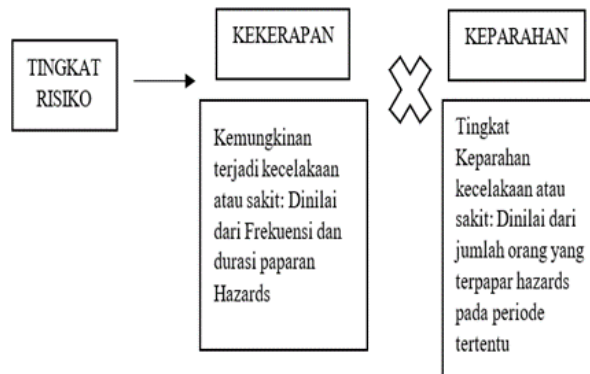 TINGKAT
RISIKO
KEKERAPAN
KEPARAHAN
Kemungkinan
terjadi kecelakaan
atau sakit: Dinilai
dari Frekuensi dan
durasi paparan
Hazards
Tingkat
Keparahan
kecelakaan atau
sakit: Dinilai dari
jumlah orang yang
terpapar hazards
pada periode
tertentu